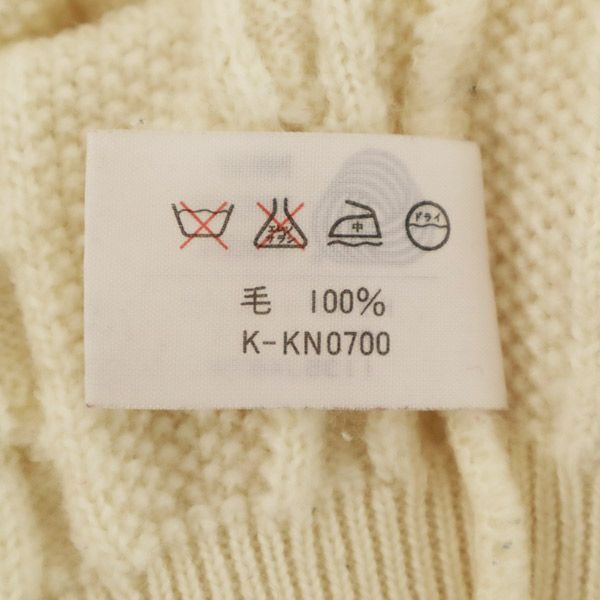 エンソ
サラシ
中
ドライ
毛 100%
K-KN0700